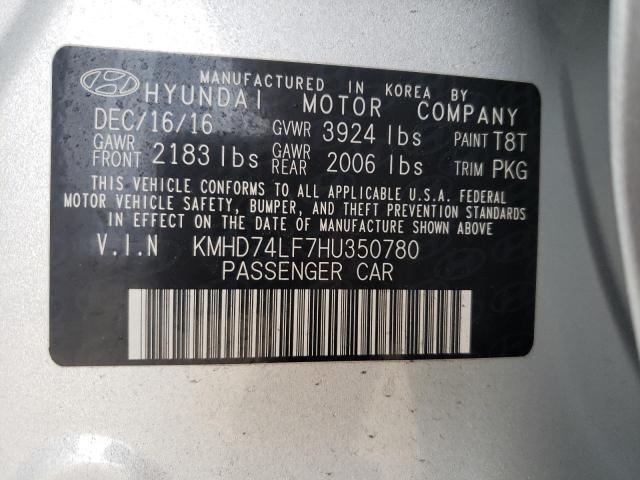 MANUFACTURED IN KOREA BY
HYUNDAI MOTOR COMPANY
DEC/16/16 GVWR 3924 lbs PAINT T8T
GAWR FRONT 2183 lbs GAWR REAR 2006 lbs TRIM PKG
THIS VEHICLE CONFORMS TO ALL APPLICABLE U.S.A. FEDERAL
MOTOR VEHICLE SAFETY, BUMPER, AND THEFT PREVENTION STANDARDS
IN EFFECT ON THE DATE OF MANUFACTURE SHOWN ABOVE.
V.I.N KMHD74LF7HU350780
PASSENGER CAR